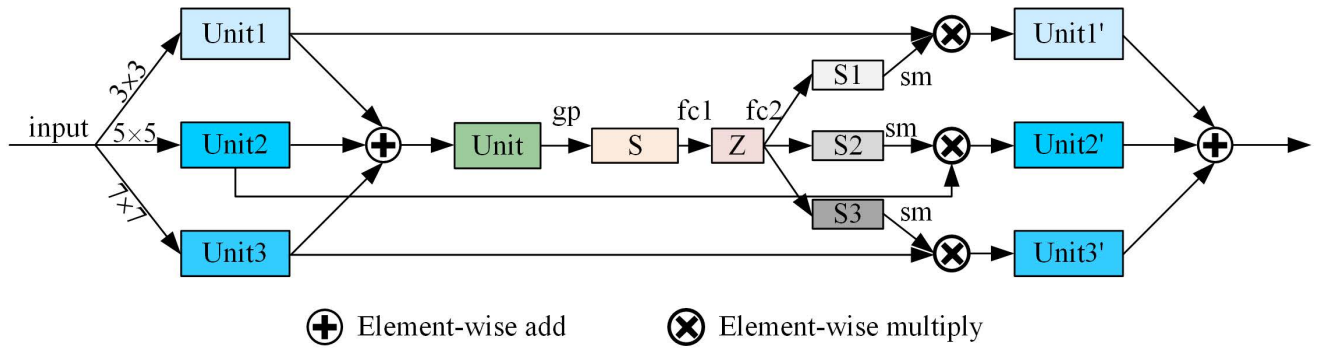 Unit1
Unit1'
3×3
S1
sm
input
5×5
Unit2
Unit
gp
S
fc1
Z
fc2
S2
sm
Unit2'
7×7
S3
sm
Unit3
Unit3'
Element-wise add
Element-wise multiply